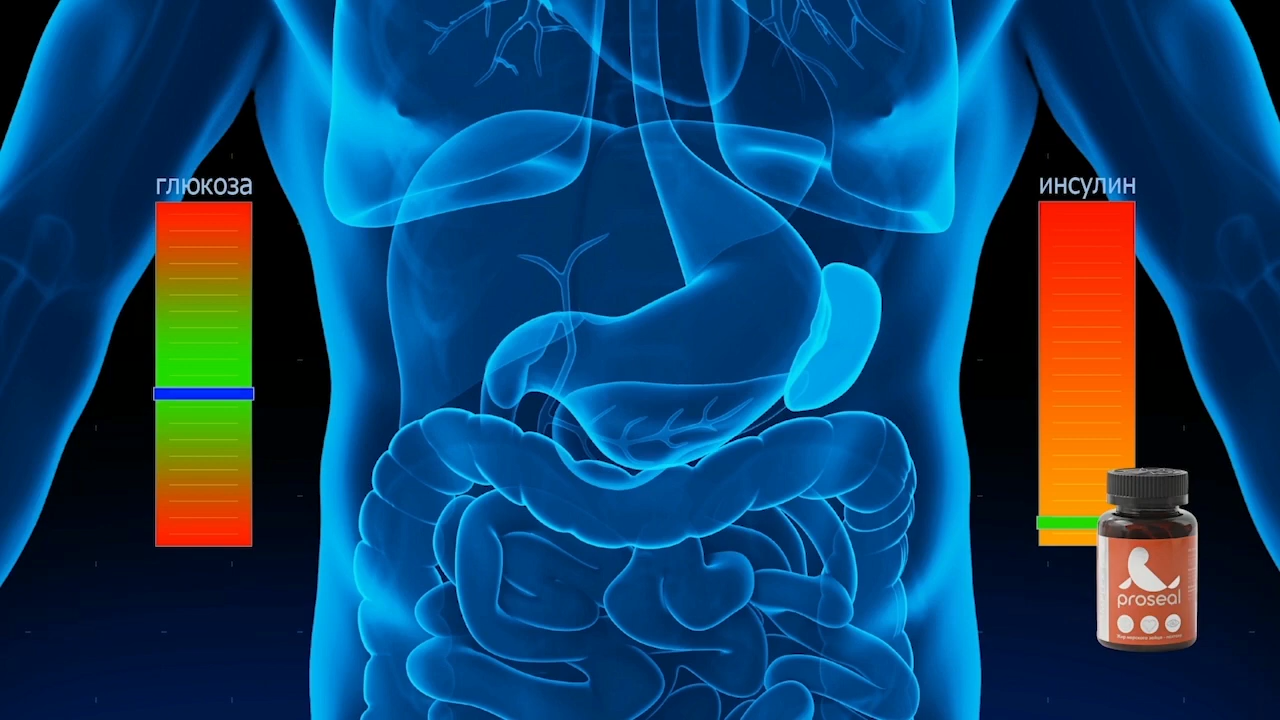 глюкоза
инсулин
proseal